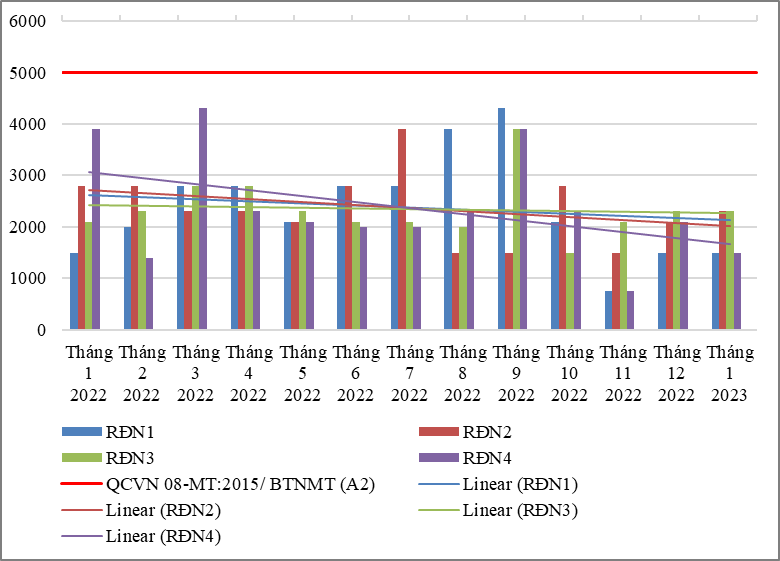 6000
5000
4000
3000
2000
1000
0
Tháng Tháng Tháng Tháng Tháng Tháng Tháng Tháng Tháng Tháng Tháng Tháng Tháng
1 2 3 4 5 6 7 8 9 10 11 12 1
2022 2022 2022 2022 2022 2022 2022 2022 2022 2022 2022 2022 2023
RĐN1 RĐN2
RĐN3 RĐN4
QCVN 08-MT:2015/ BTNMT (A2) Linear (RĐN1)
Linear (RĐN2) Linear (RĐN3)
Linear (RĐN4)